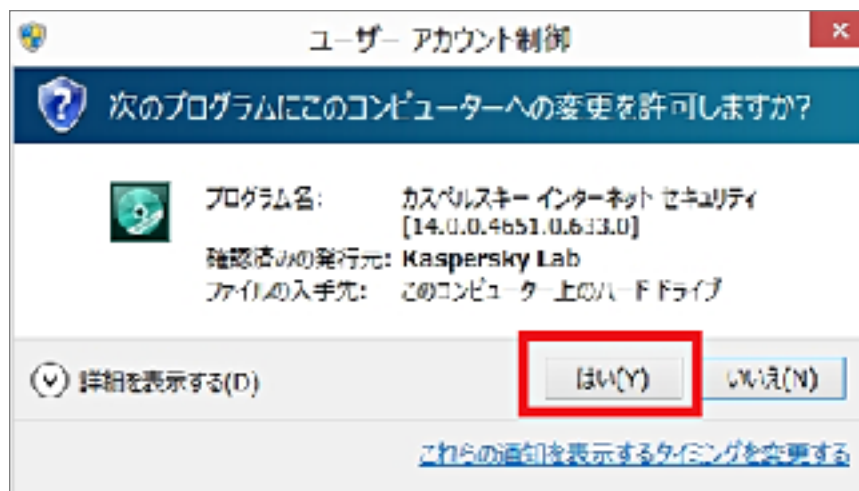 ユーザー アカウント制御
次のプログラムにこのコンピューターへの変更を許可しますか?
プログラム名: カスペルスキー インターネット セキュリティ
[14.0.0.4651.0.633.0]
確認済みの発行元: Kaspersky Lab
ファイルの入手先: このコンピューター上のハード ドライブ
詳細を表示する(D) はい(Y) いいえ(N)
これらの通知を表示するタイミングを変更する